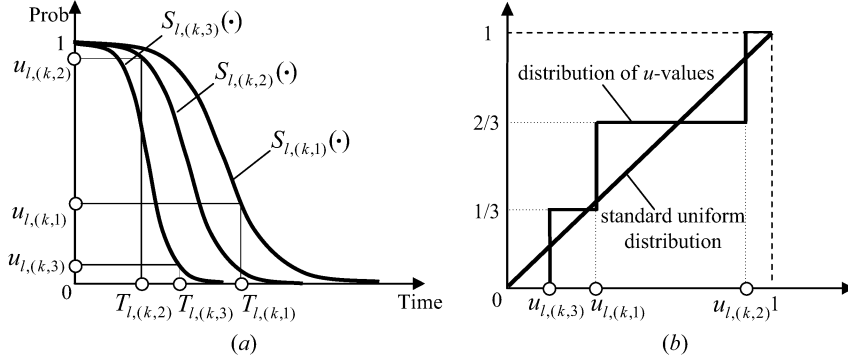 Prob
1
u_{l,(k,2)}
S_{l,(k,3)}(•)
S_{l,(k,2)}(•)
S_{l,(k,1)}(•)
u_{l,(k,1)}
u_{l,(k,3)}
0
T_{l,(k,2)} T_{l,(k,3)} T_{l,(k,1)}
Time
(a)
1
distribution of u-values
2/3
1/3
standard uniform
distribution
0
u_{l,(k,3)} u_{l,(k,1)} u_{l,(k,2)} 1
(b)